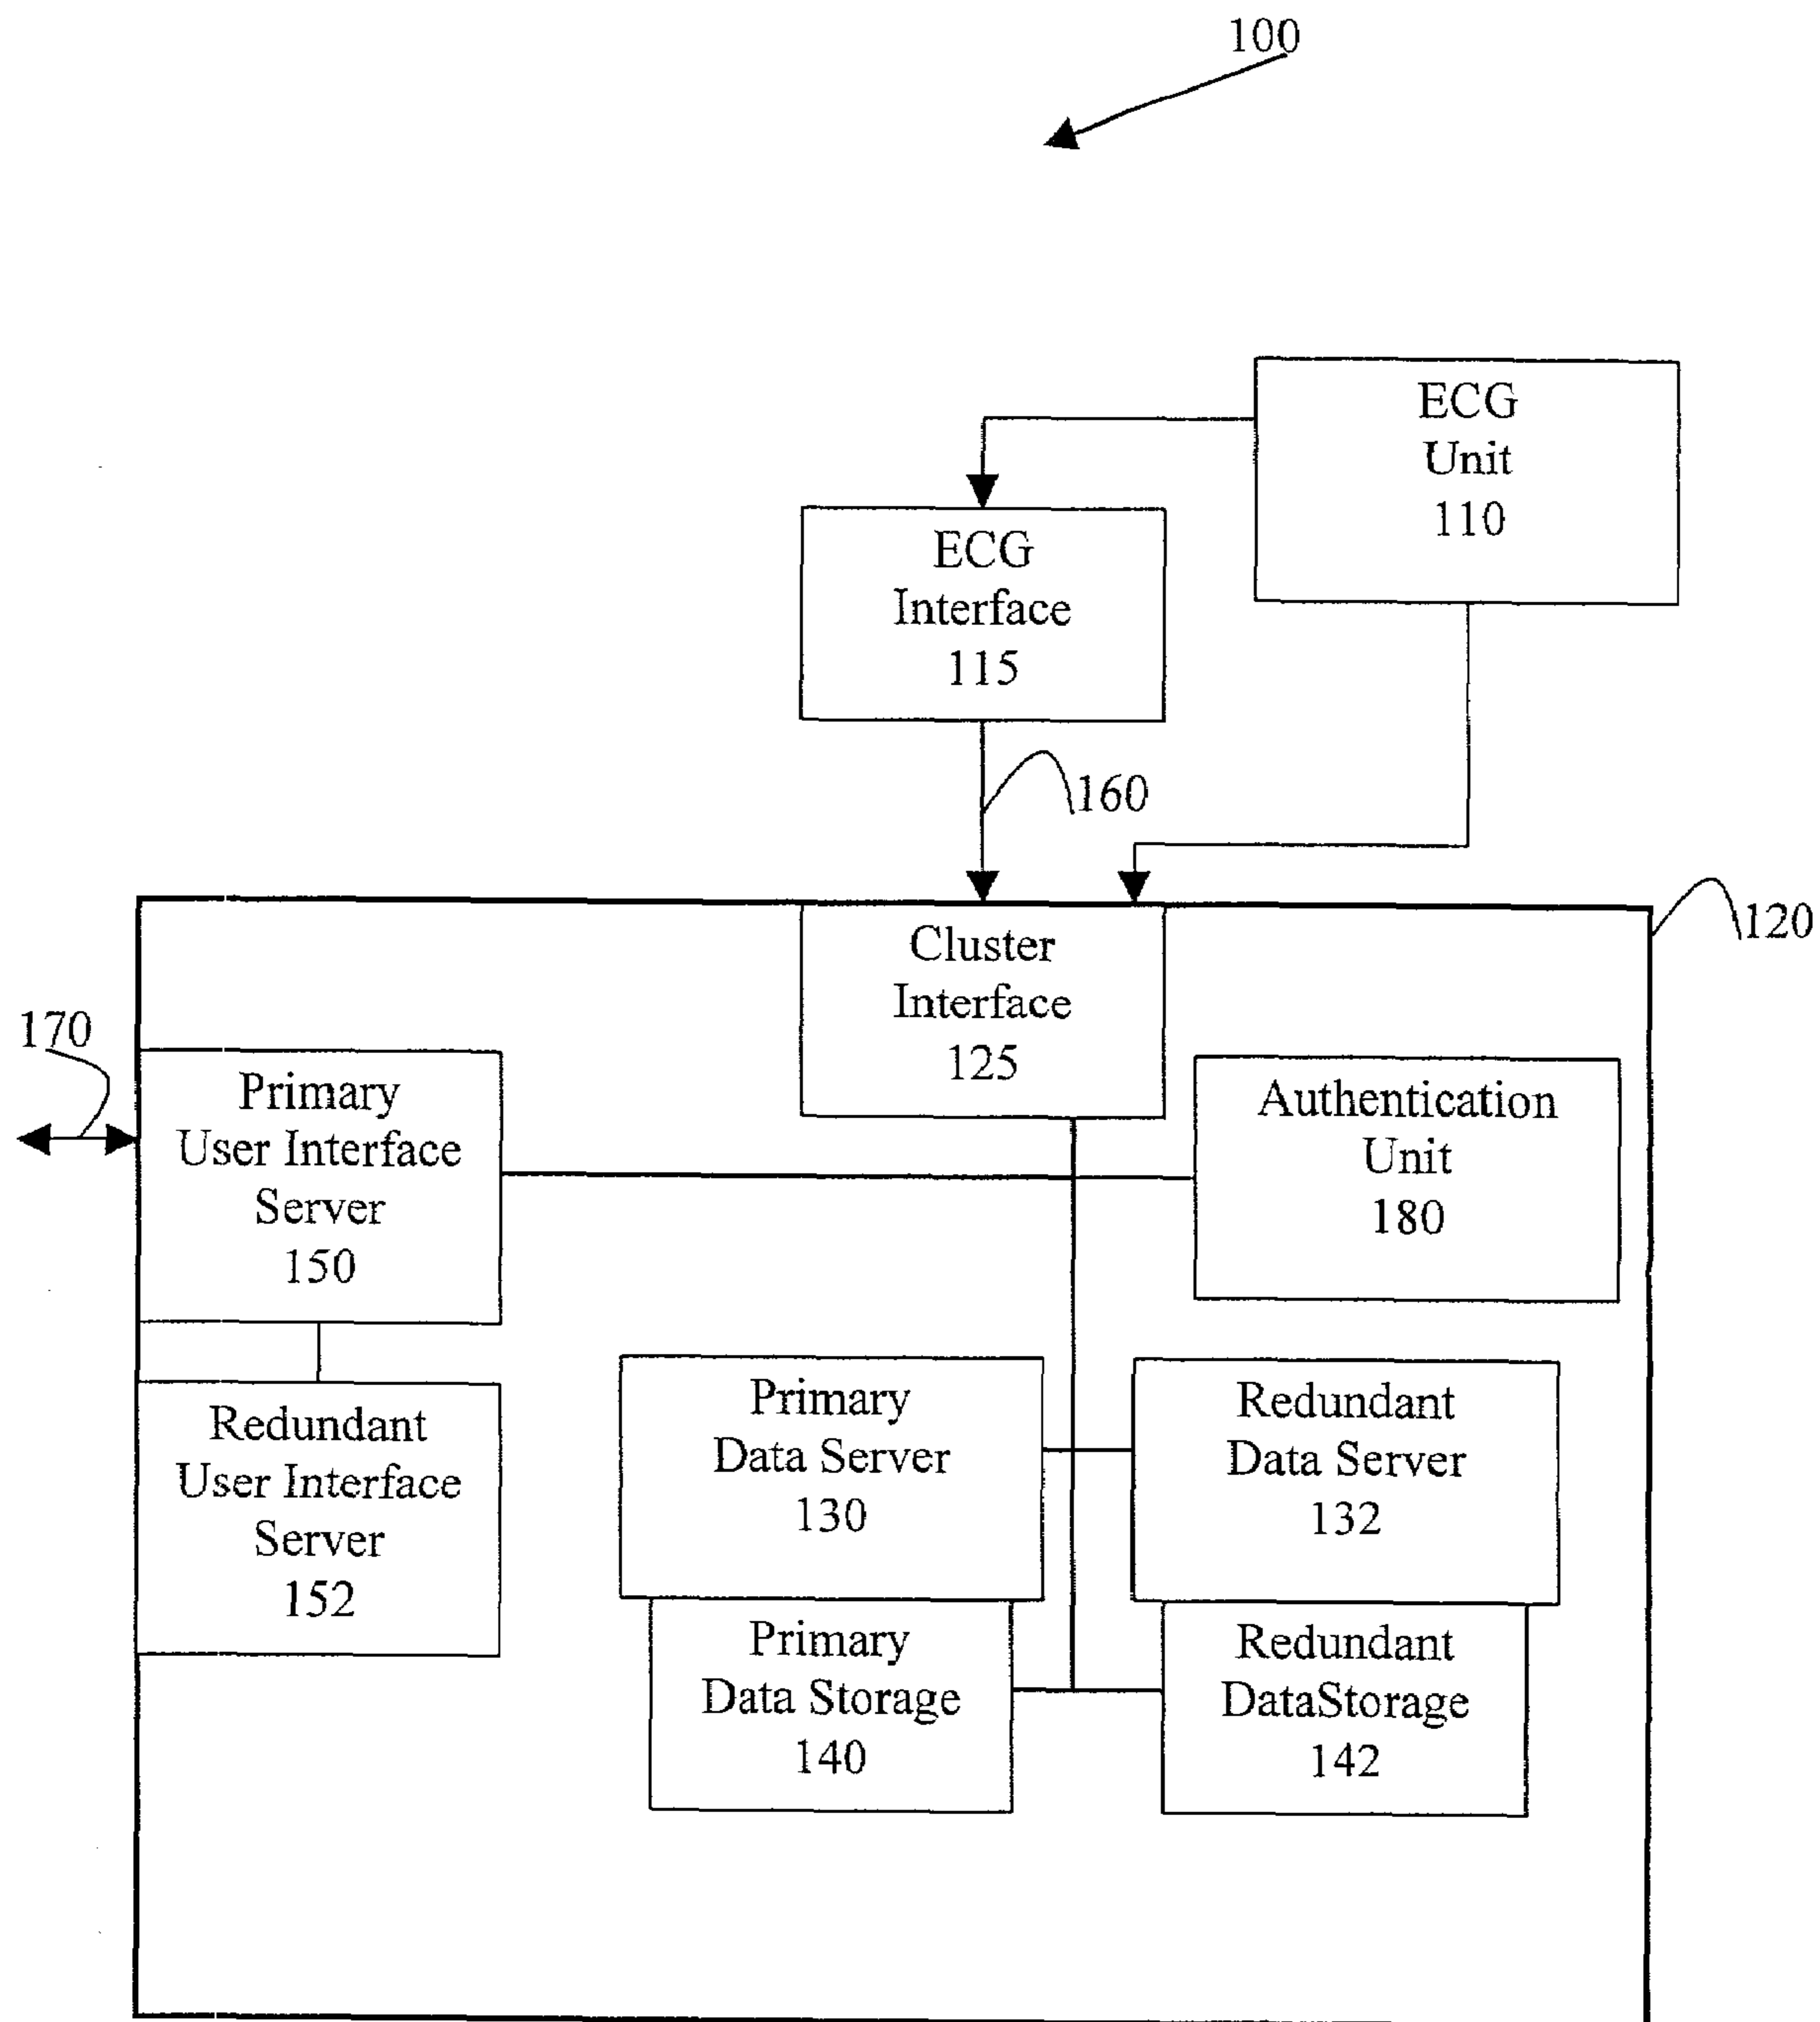 100
ECG
Unit
110
ECG
Interface
115
160
120
Cluster
Interface
125
170
Primary
User Interface
Server
150
Authentication
Unit
180
Redundant
User Interface
Server
152
Primary
Data Server
130
Redundant
Data Server
132
Primary
Data Storage
140
Redundant
DataStorage
142